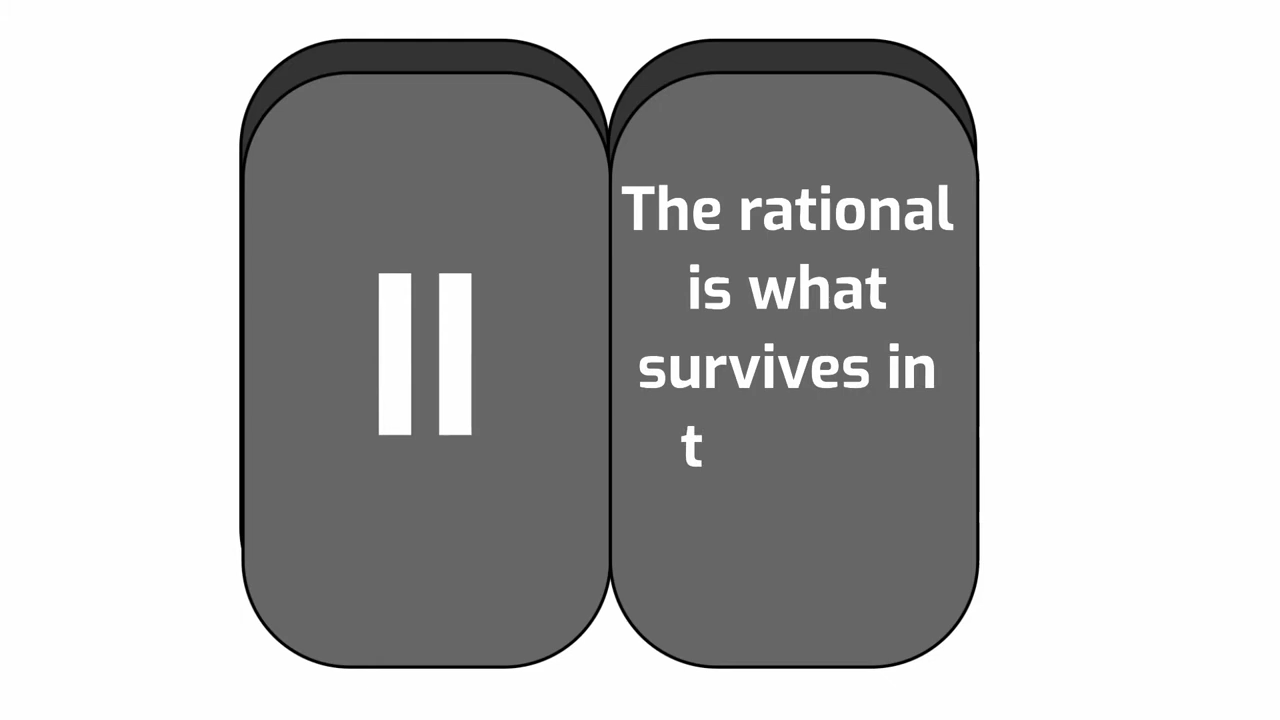 II
The rational
is what
survives in
t